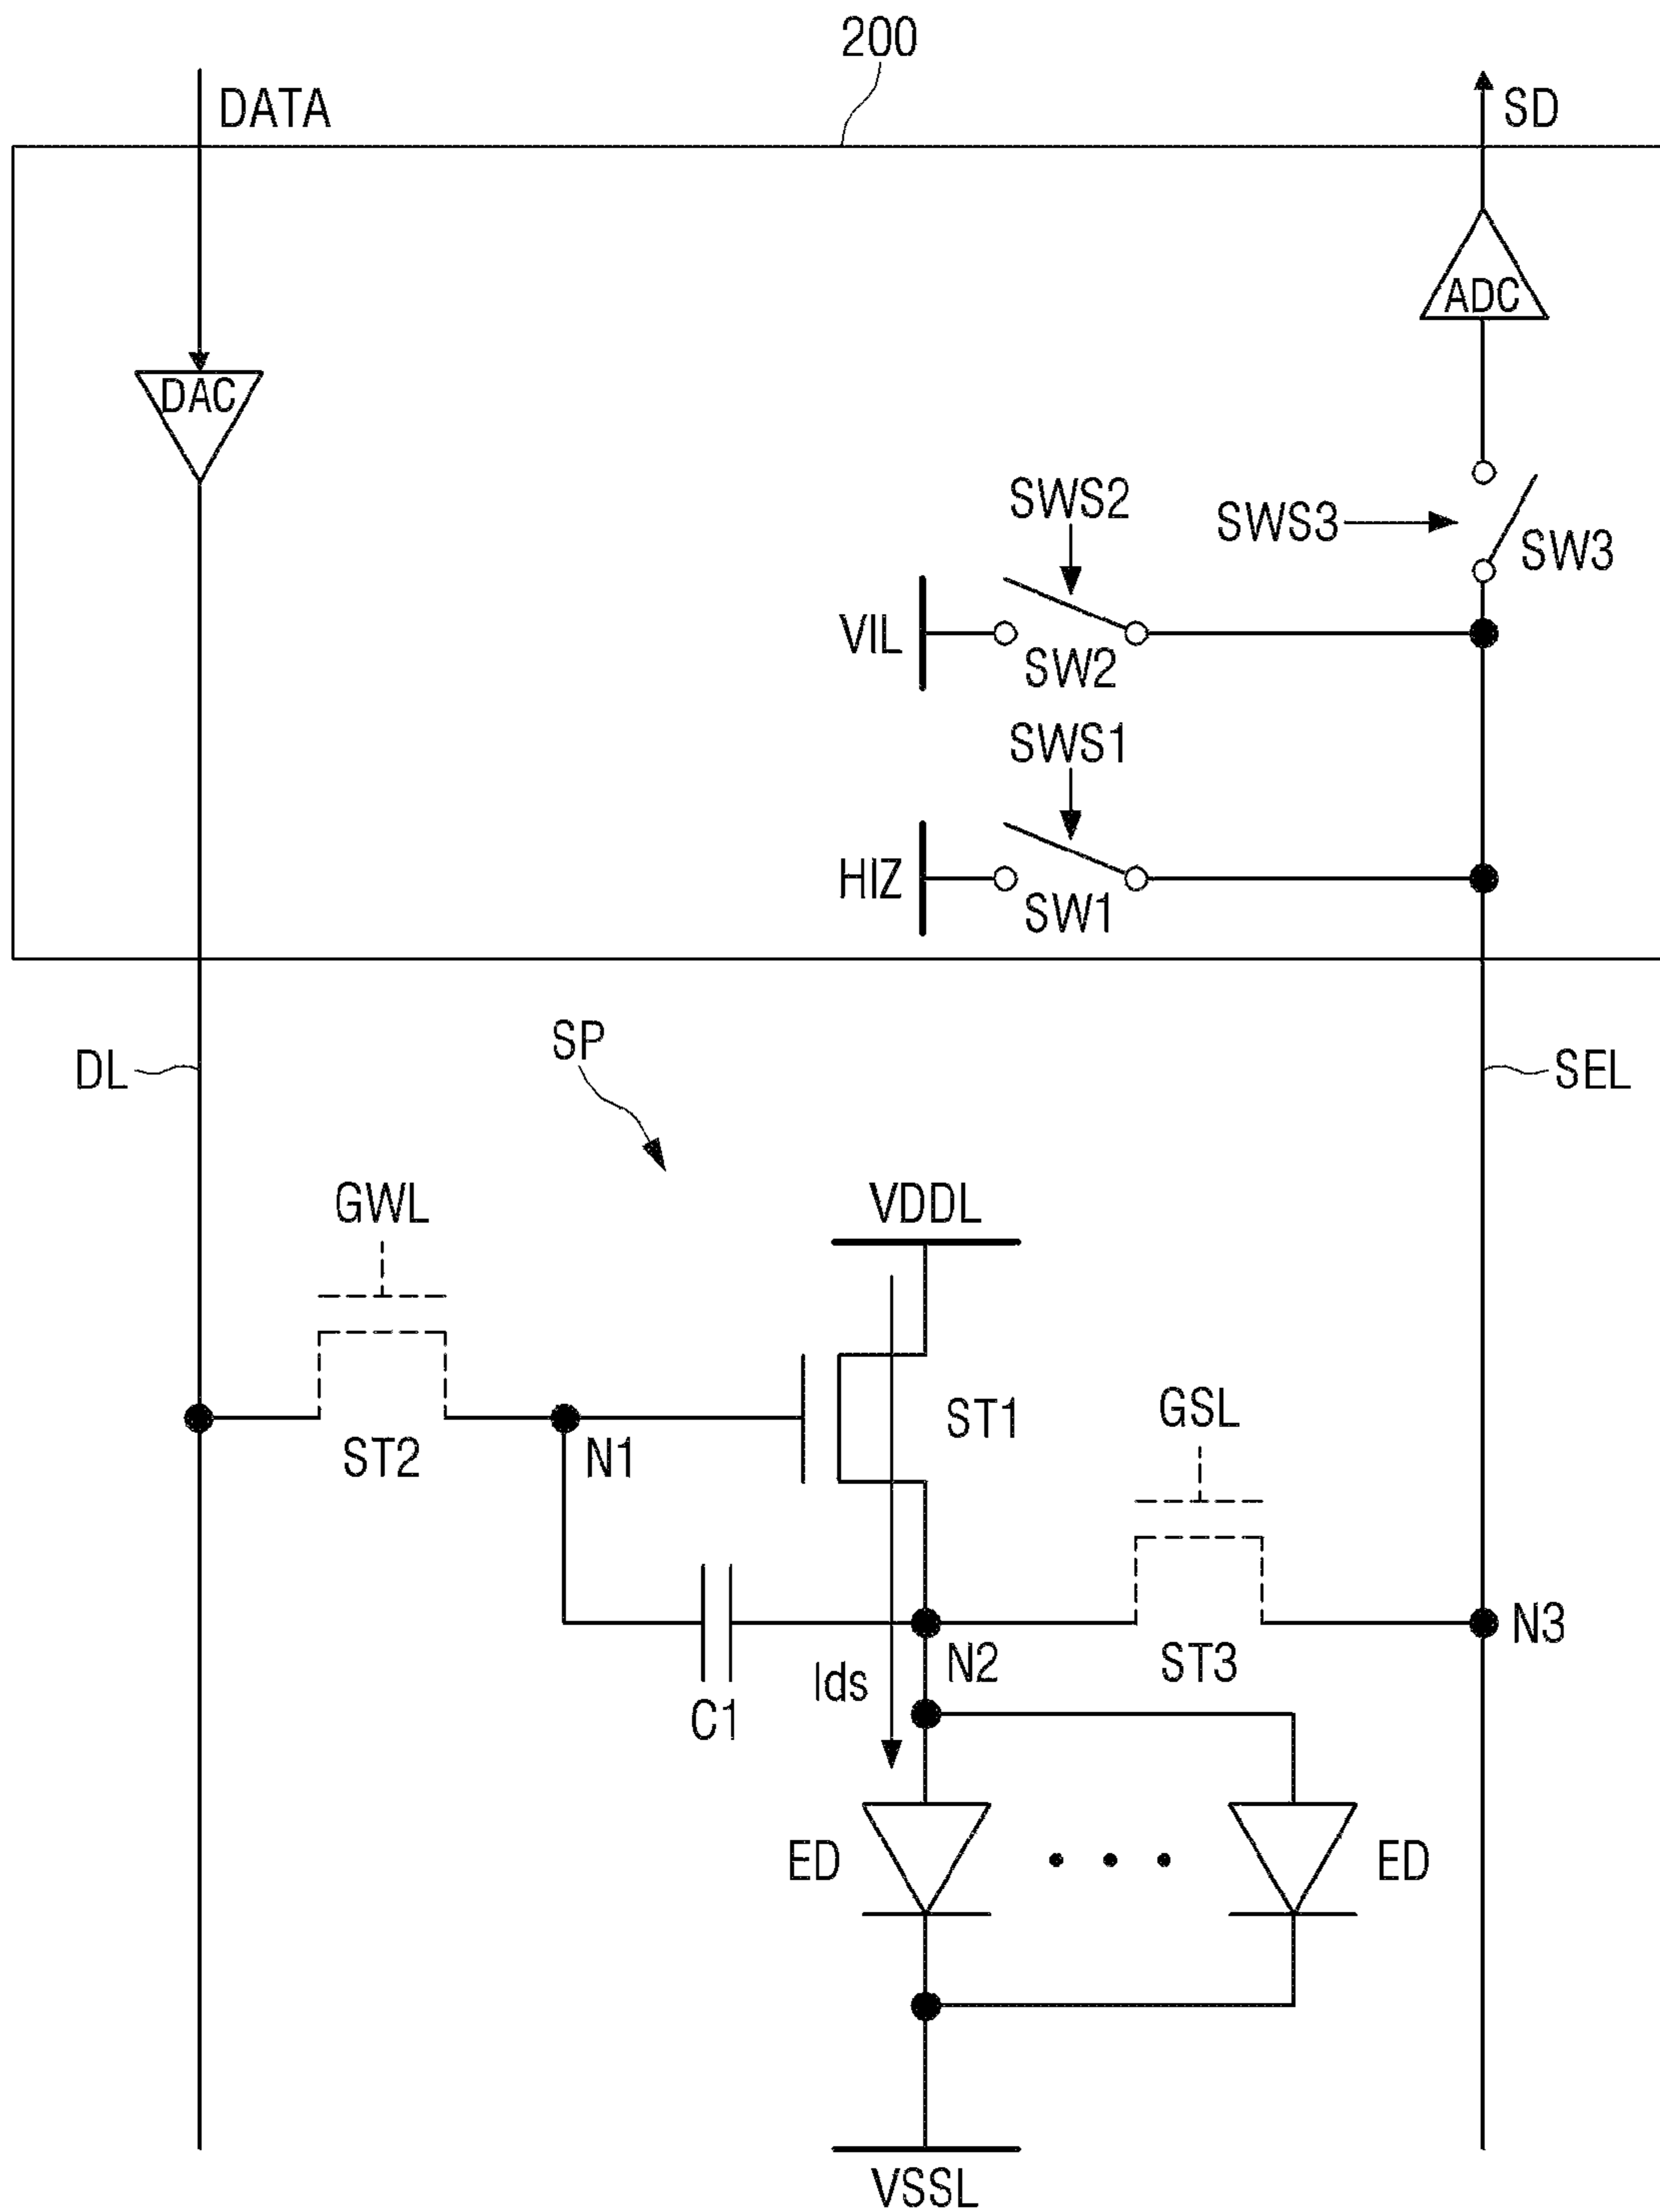 200
DATA
SD
ADC
DAC
SWS2
SWS3
SW3
VIL
SW2
SWS1
HIZ
SW1
SP
DL
SEL
GWL
VDDL
ST1
GSL
ST2
N1
N2
ST3
N3
Ids
C1
ED
• • •
ED
VSSL